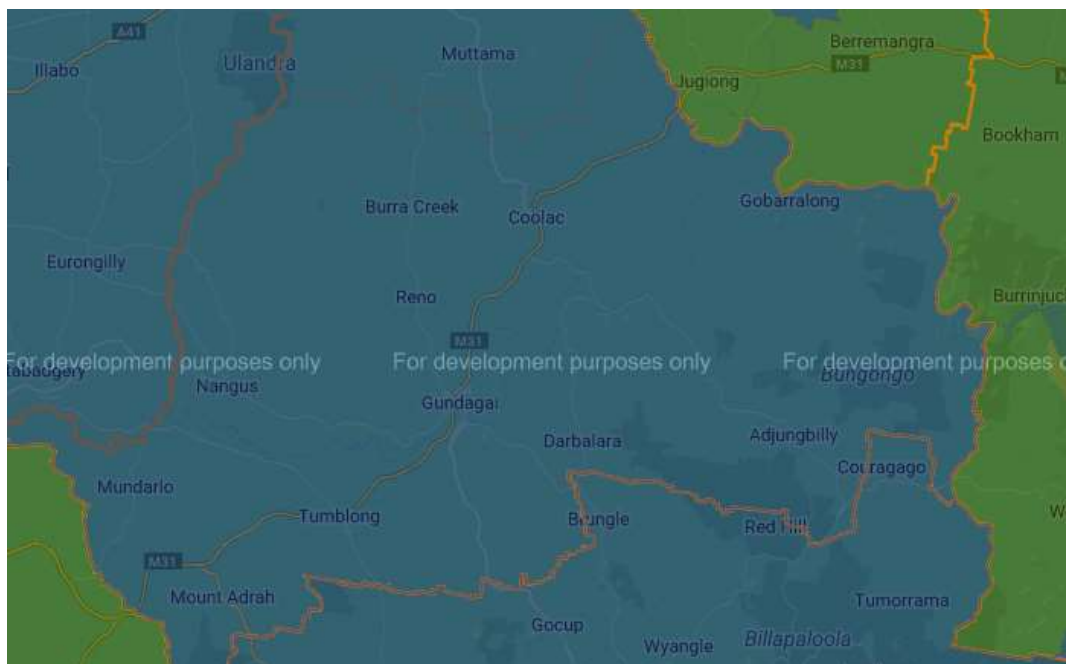 A41
Muttama
Berremangra
Illabo
Ulandra
M31
Jugiong
Bookham
Burra Creek
Coolac
Gobarralong
Eurongilly
Reno
Burrinjuc
M31
For development purposes only
For development purposes only
For development purposes o
tabaugery
Nangus
Bungongo
Gundagai
Darbalara
Adjungbilly
Couragago
Mundarlo
Tumblong
Brungle
Red Hill
W
M31
Mount Adrah
Tumorrama
Gocup
Wyangle
Billapaloola